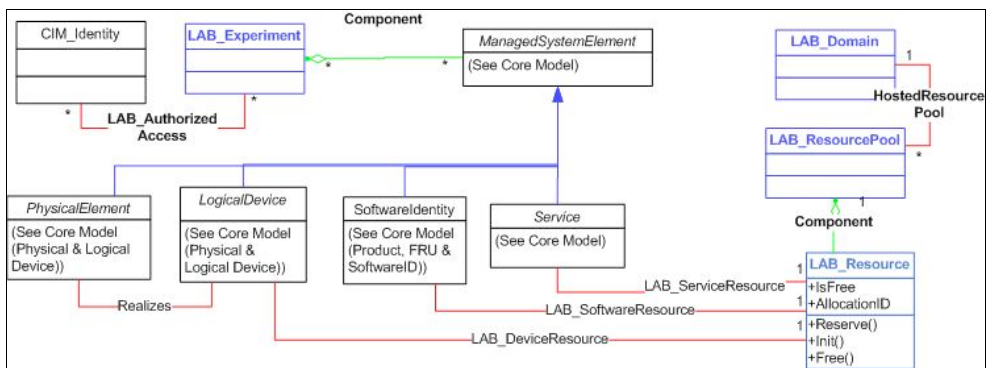 Component
CIM_Identity
LAB_Experiment
*
*
ManagedSystemElement
(See Core Model)
LAB_Domain
1
HostedResource
Pool
*
*
LAB_Authorized
Access
LAB_ResourcePool
*
1
Component
PhysicalElement
(See Core Model
(Physical & Logical
Device))
LogicalDevice
(See Core Model
(Physical &
Logical Device))
SoftwareIdentity
(See Core Model
(Product, FRU &
SoftwareID))
Service
(See Core Model)
LAB_Resource
+IsFree
+AllocationID
+Reserve()
+Init()
+Free()
Realizes
LAB_ServiceResource
1
LAB_SoftwareResource
1
LAB_DeviceResource
1